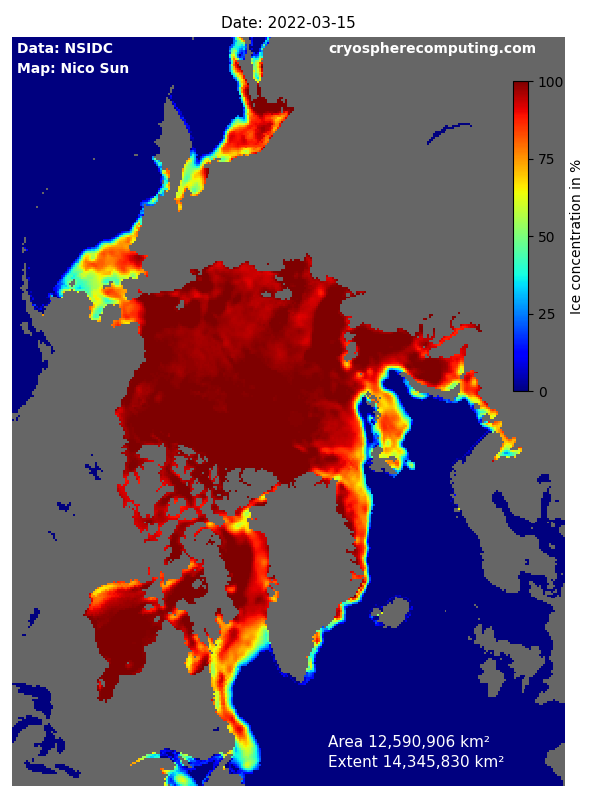 Date: 2022-03-15
Data: NSIDC
Map: Nico Sun
cryospherecomputing.com
100
75
50
25
0
Ice concentration in %
Area 12,590,906 km²
Extent 14,345,830 km²